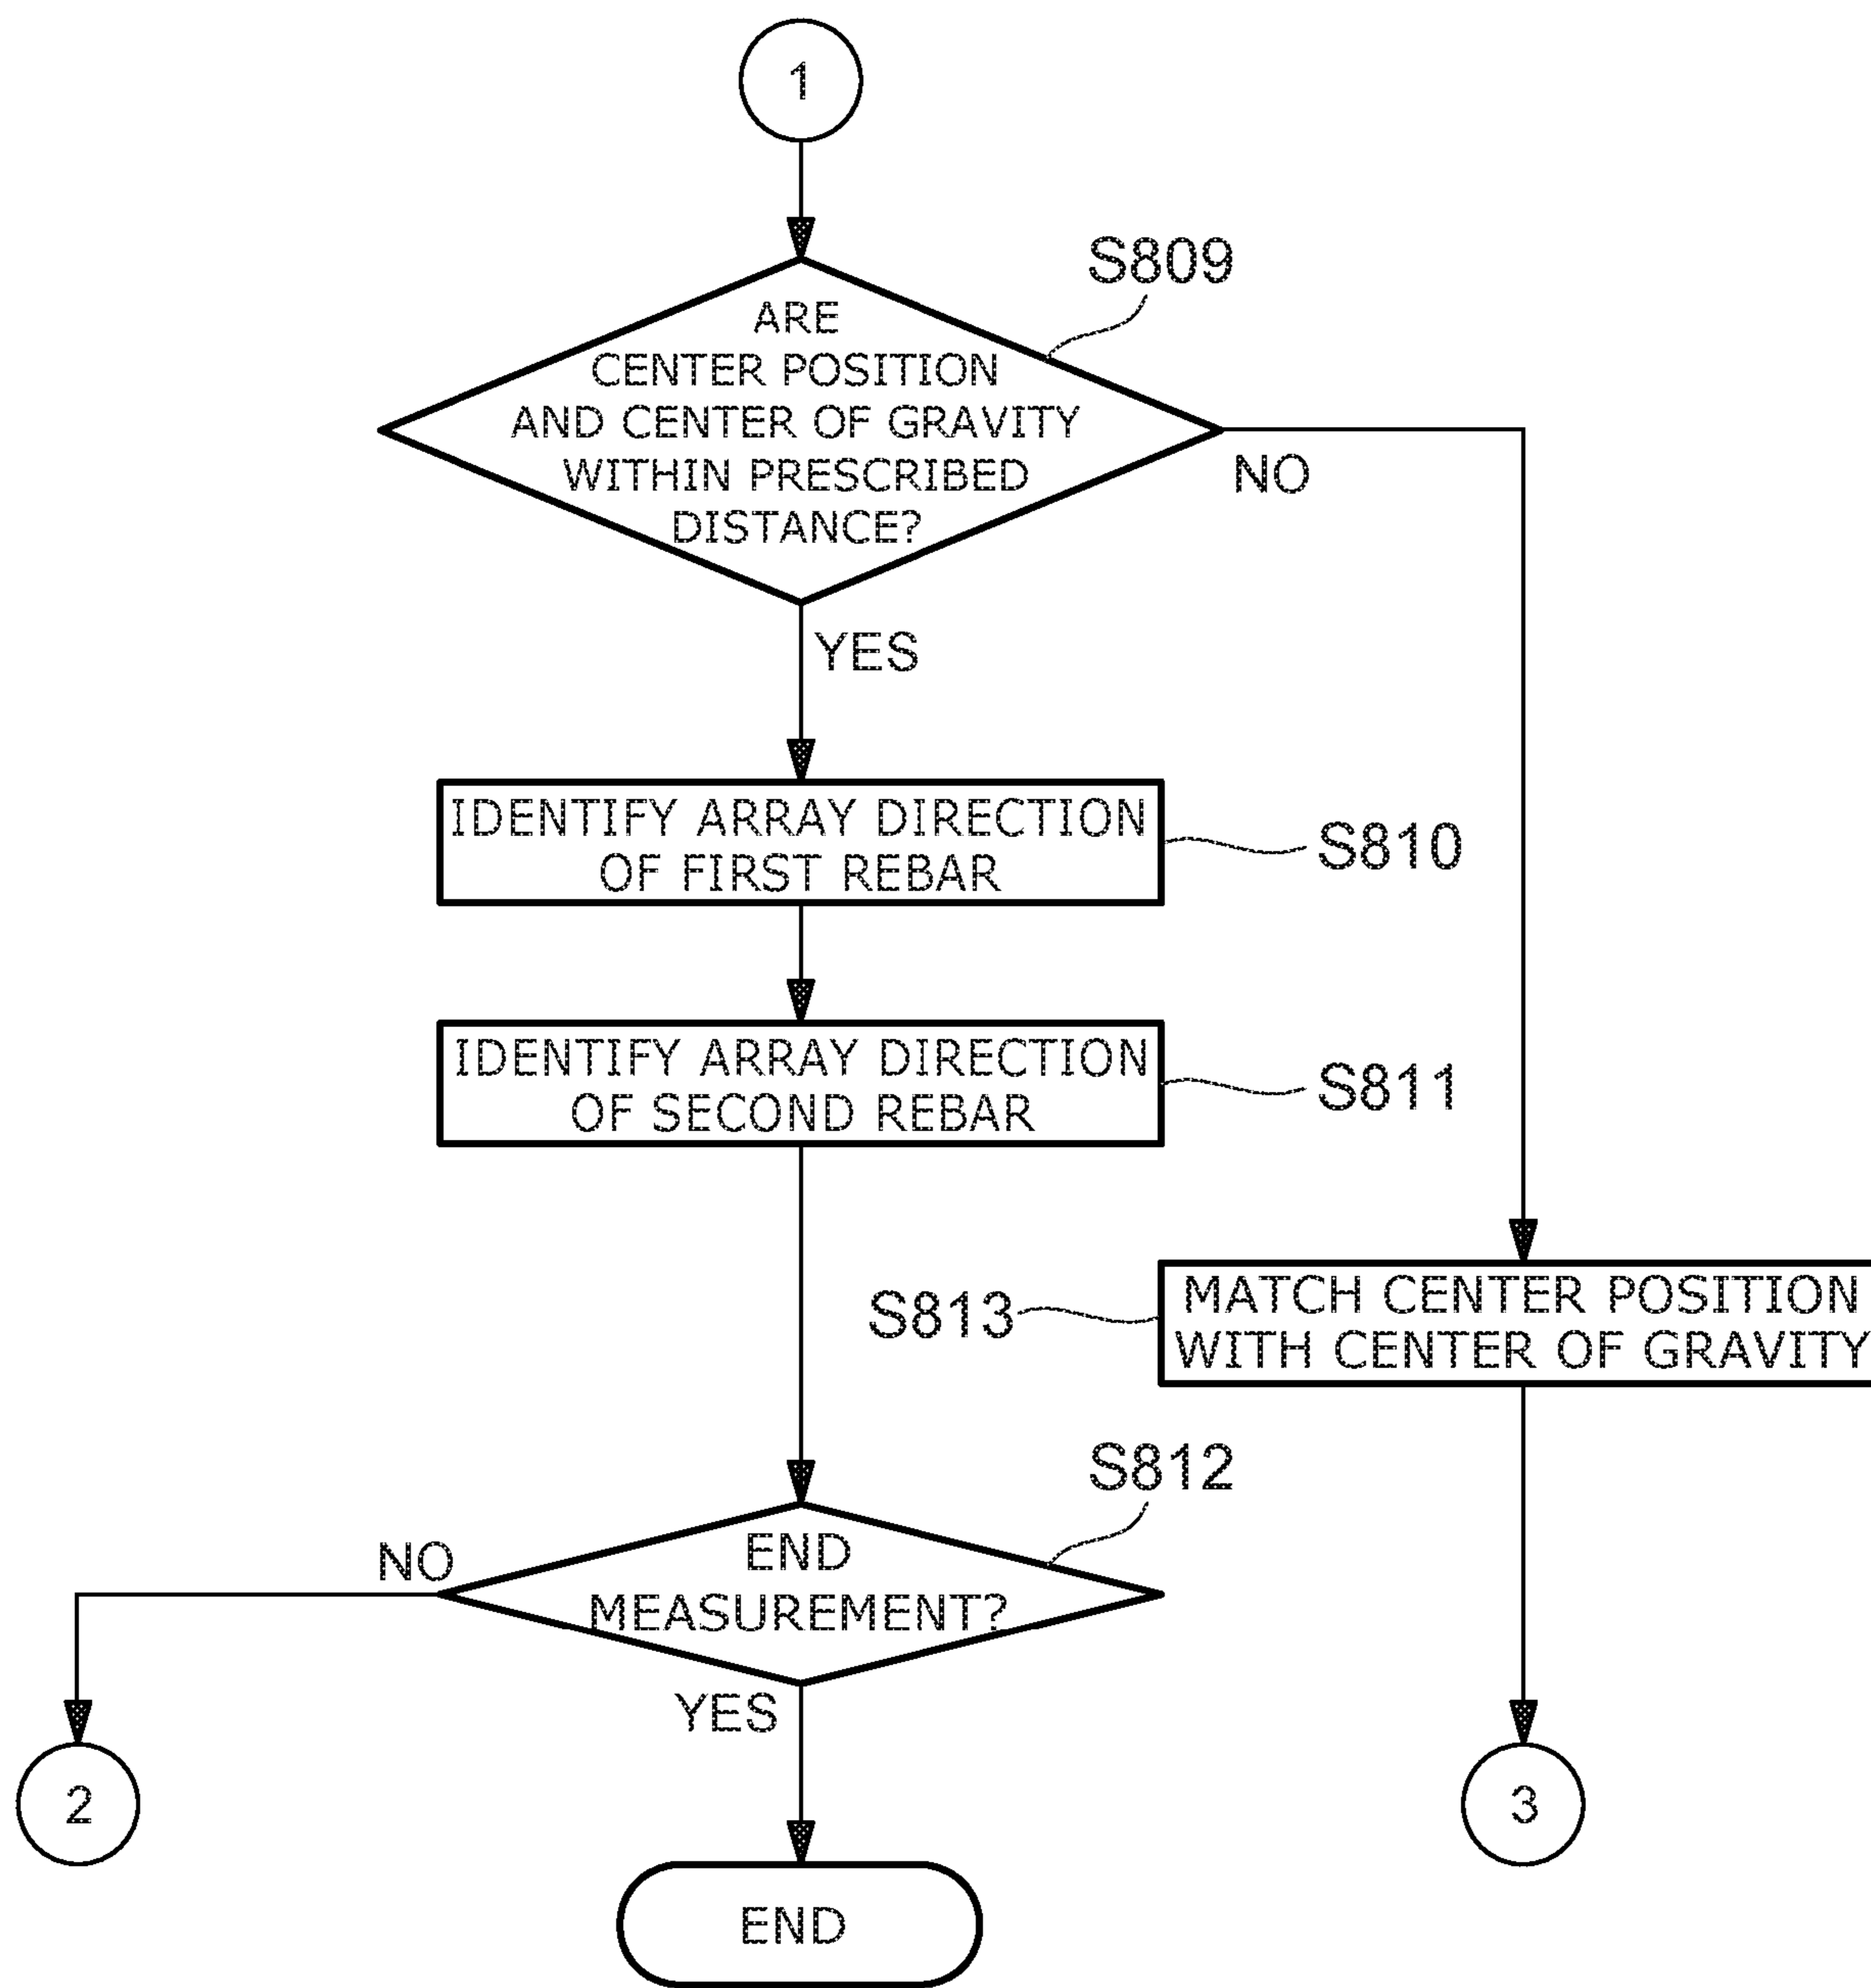 1
S809
ARE
CENTER POSITION
AND CENTER OF GRAVITY
WITHIN PRESCRIBED
DISTANCE?
NO
YES
IDENTIFY ARRAY DIRECTION
OF FIRST REBAR
S810
IDENTIFY ARRAY DIRECTION
OF SECOND REBAR
S811
S813
MATCH CENTER POSITION
WITH CENTER OF GRAVITY
S812
NO
END
MEASUREMENT?
YES
2
3
END